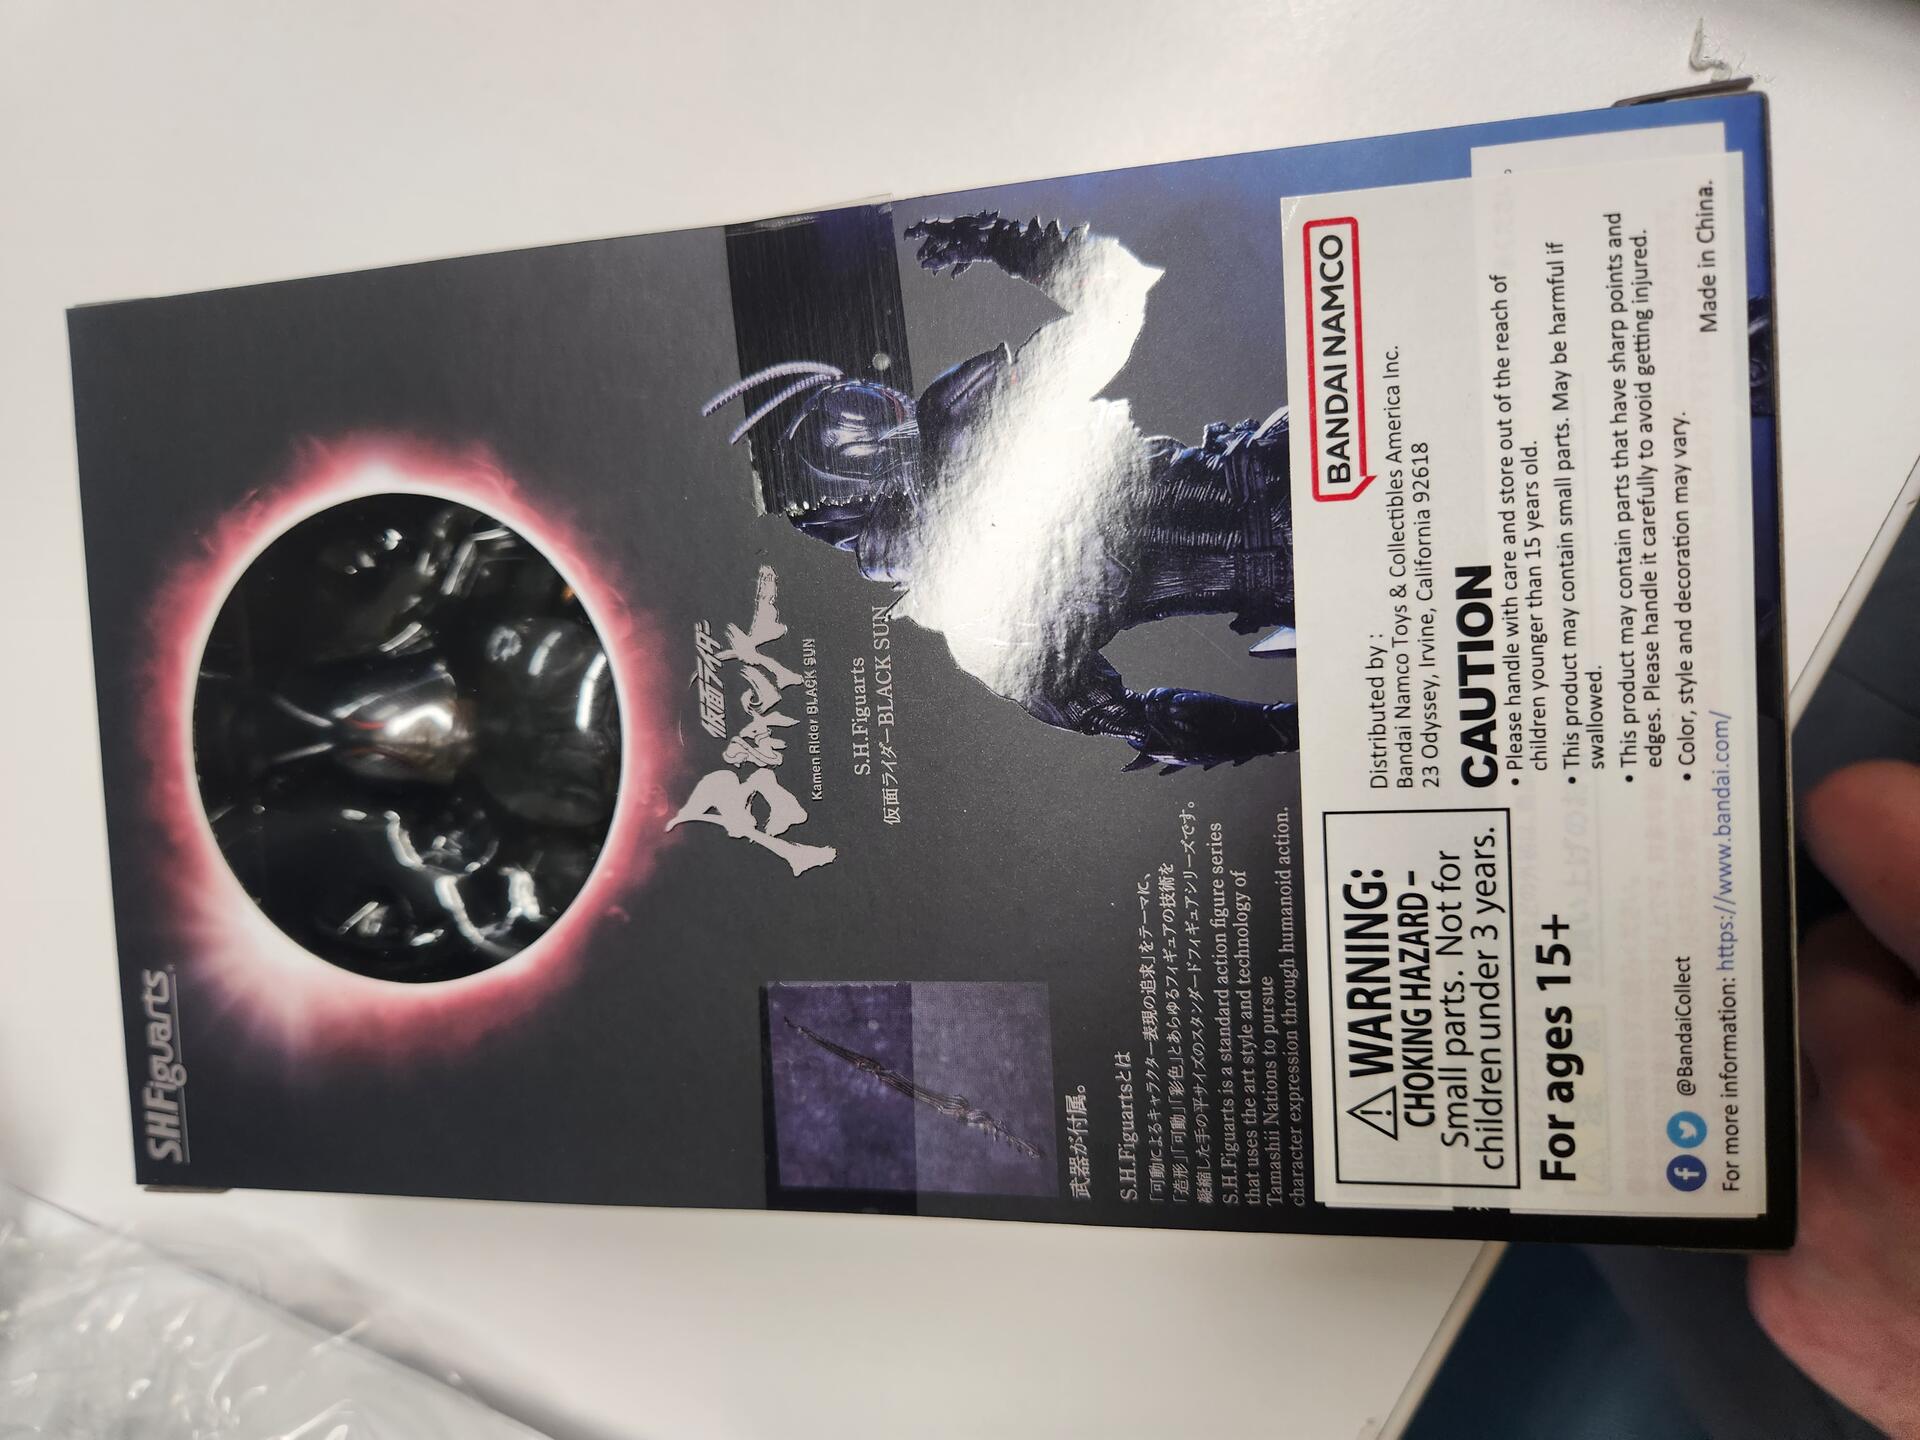 S.H.Figuarts
仮面ライダー
BLACK SUN
Kamen Rider BLACK SUN
S.H.Figuarts
仮面ライダーBLACK SUN
武器が付属。
S.H.Figuartsとは
「可動によるキャラクター表現の追求」をテーマに、
「造形」「可動」「彩色」とあらゆるフィギュアの技術を
凝縮した手の平サイズのスタンダードフィギュアシリーズです。
S.H.Figuarts is a standard action figure series
that uses the art style and technology of
Tamashii Nations to pursue
character expression through humanoid action.
BANDAI NAMCO
Distributed by :
Bandai Namco Toys & Collectibles America Inc.
23 Odyssey, Irvine, California 92618
⚠WARNING:
CHOKING HAZARD –
Small parts. Not for
children under 3 years.
For ages 15+
CAUTION
• Please handle with care and store out of the reach of
children younger than 15 years old.
• This product may contain small parts. May be harmful if
swallowed.
• This product may contain parts that have sharp points and
edges. Please handle it carefully to avoid getting injured.
• Color, style and decoration may vary.
@BandaiCollect
For more information: https://www.bandai.com/
Made in China.